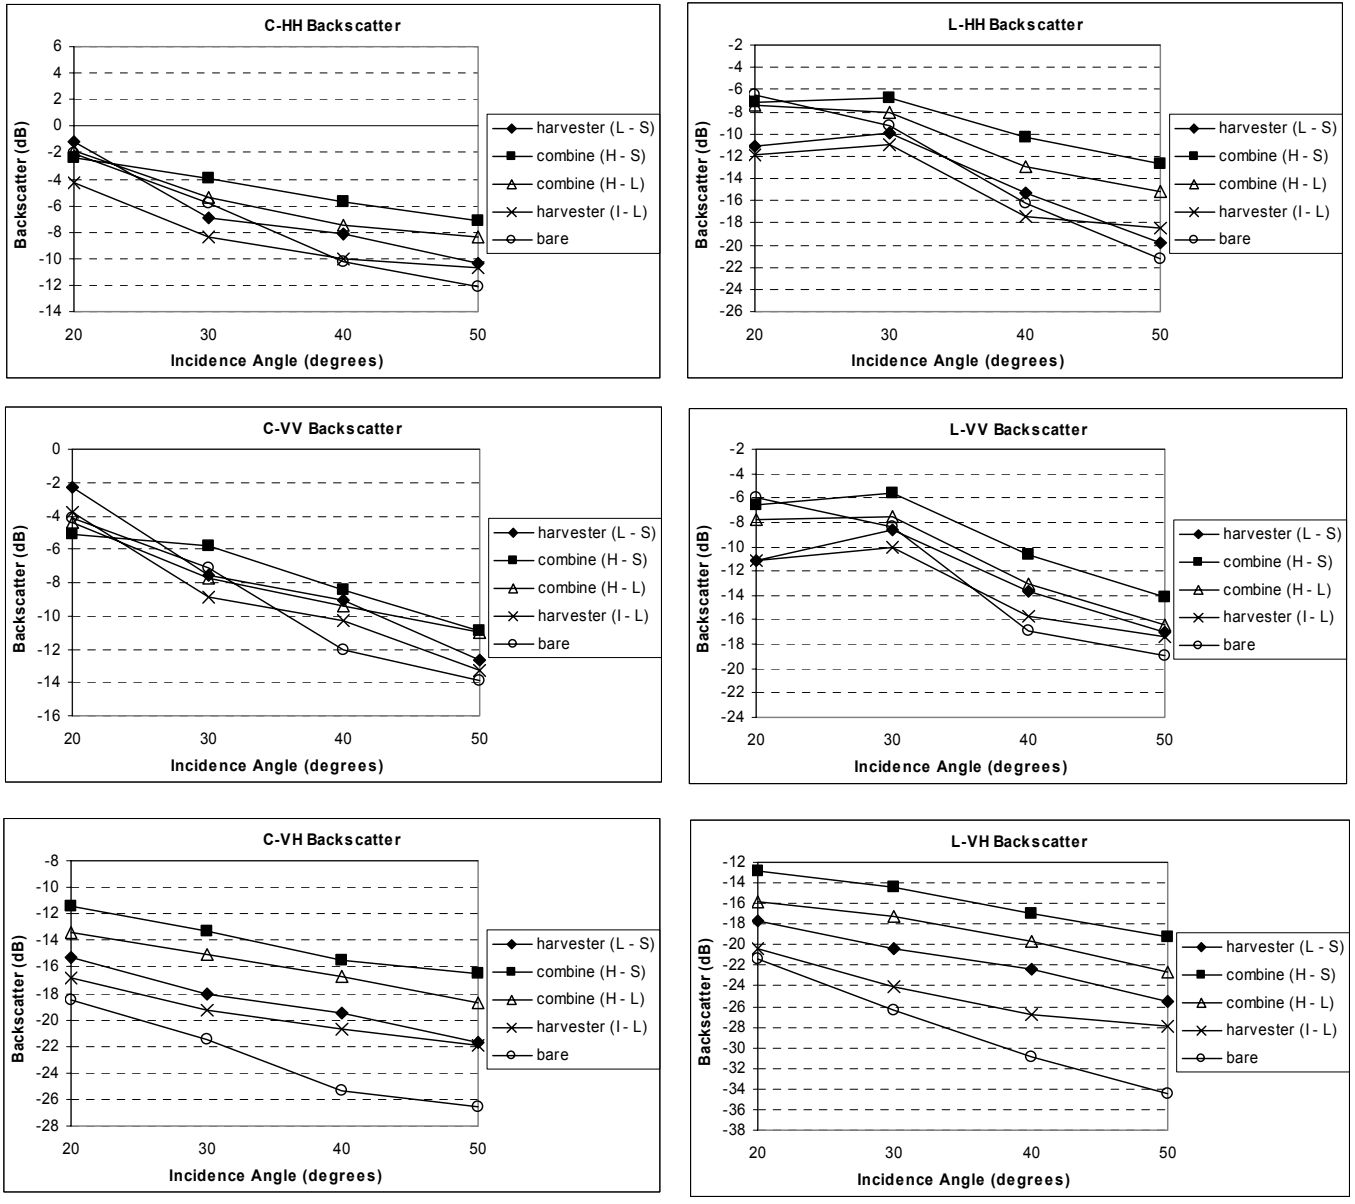 C-HH Backscatter
6
4
2
0
-2
-4
-6
-8
-10
-12
-14
20 30 40 50
Incidence Angle (degrees)
Backscatter (dB)
harvester (L - S)
combine (H - S)
combine (H - L)
harvester (I - L)
bare
L-HH Backscatter
-2
-4
-6
-8
-10
-12
-14
-16
-18
-20
-22
-24
-26
20 30 40 50
Incidence Angle (degrees)
Backscatter (dB)
harvester (L - S)
combine (H - S)
combine (H - L)
harvester (I - L)
bare
C-VV Backscatter
0
-2
-4
-6
-8
-10
-12
-14
-16
20 30 40 50
Incidence Angle (degrees)
Backscatter (dB)
harvester (L - S)
combine (H - S)
combine (H - L)
harvester (I - L)
bare
L-VV Backscatter
-2
-4
-6
-8
-10
-12
-14
-16
-18
-20
-22
-24
20 30 40 50
Incidence Angle (degrees)
Backscatter (dB)
harvester (L - S)
combine (H - S)
combine (H - L)
harvester (I - L)
bare
C-VH Backscatter
-8
-10
-12
-14
-16
-18
-20
-22
-24
-26
-28
20 30 40 50
Incidence Angle (degrees)
Backscatter (dB)
harvester (L - S)
combine (H - S)
combine (H - L)
harvester (I - L)
bare
L-VH Backscatter
-12
-14
-16
-18
-20
-22
-24
-26
-28
-30
-32
-34
-36
-38
20 30 40 50
Incidence Angle (degrees)
Backscatter (dB)
harvester (L - S)
combine (H - S)
combine (H - L)
harvester (I - L)
bare